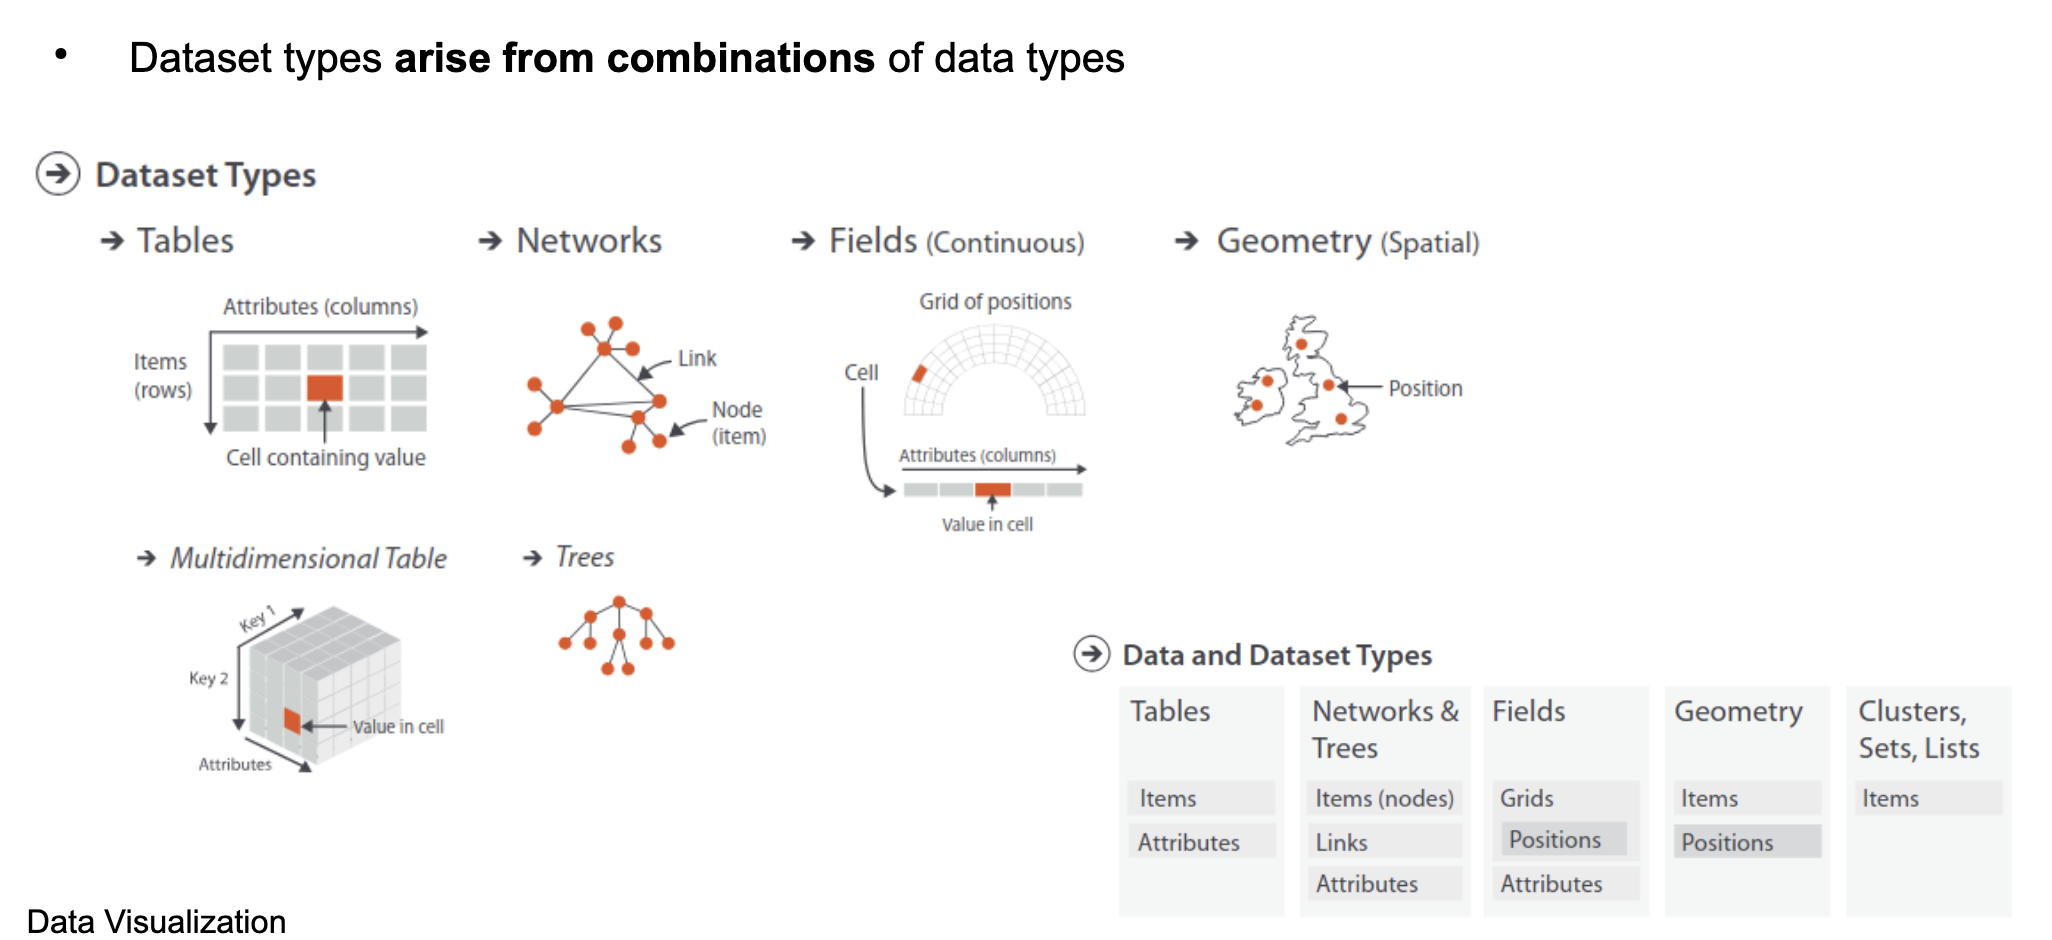 • Dataset types arise from combinations of data types
Dataset Types
Tables
Networks
Fields (Continuous)
Geometry (Spatial)
Attributes (columns)
Items
(rows)
Cell containing value
Link
Node
(item)
Grid of positions
Cell
Attributes (columns)
Value in cell
Position
Multidimensional Table
Key 1
Key 2
Value in cell
Attributes
Trees
Data and Dataset Types
Tables
Items
Attributes
Networks &
Trees
Items (nodes)
Links
Attributes
Fields
Grids
Positions
Attributes
Geometry
Items
Positions
Clusters,
Sets, Lists
Items
Data Visualization